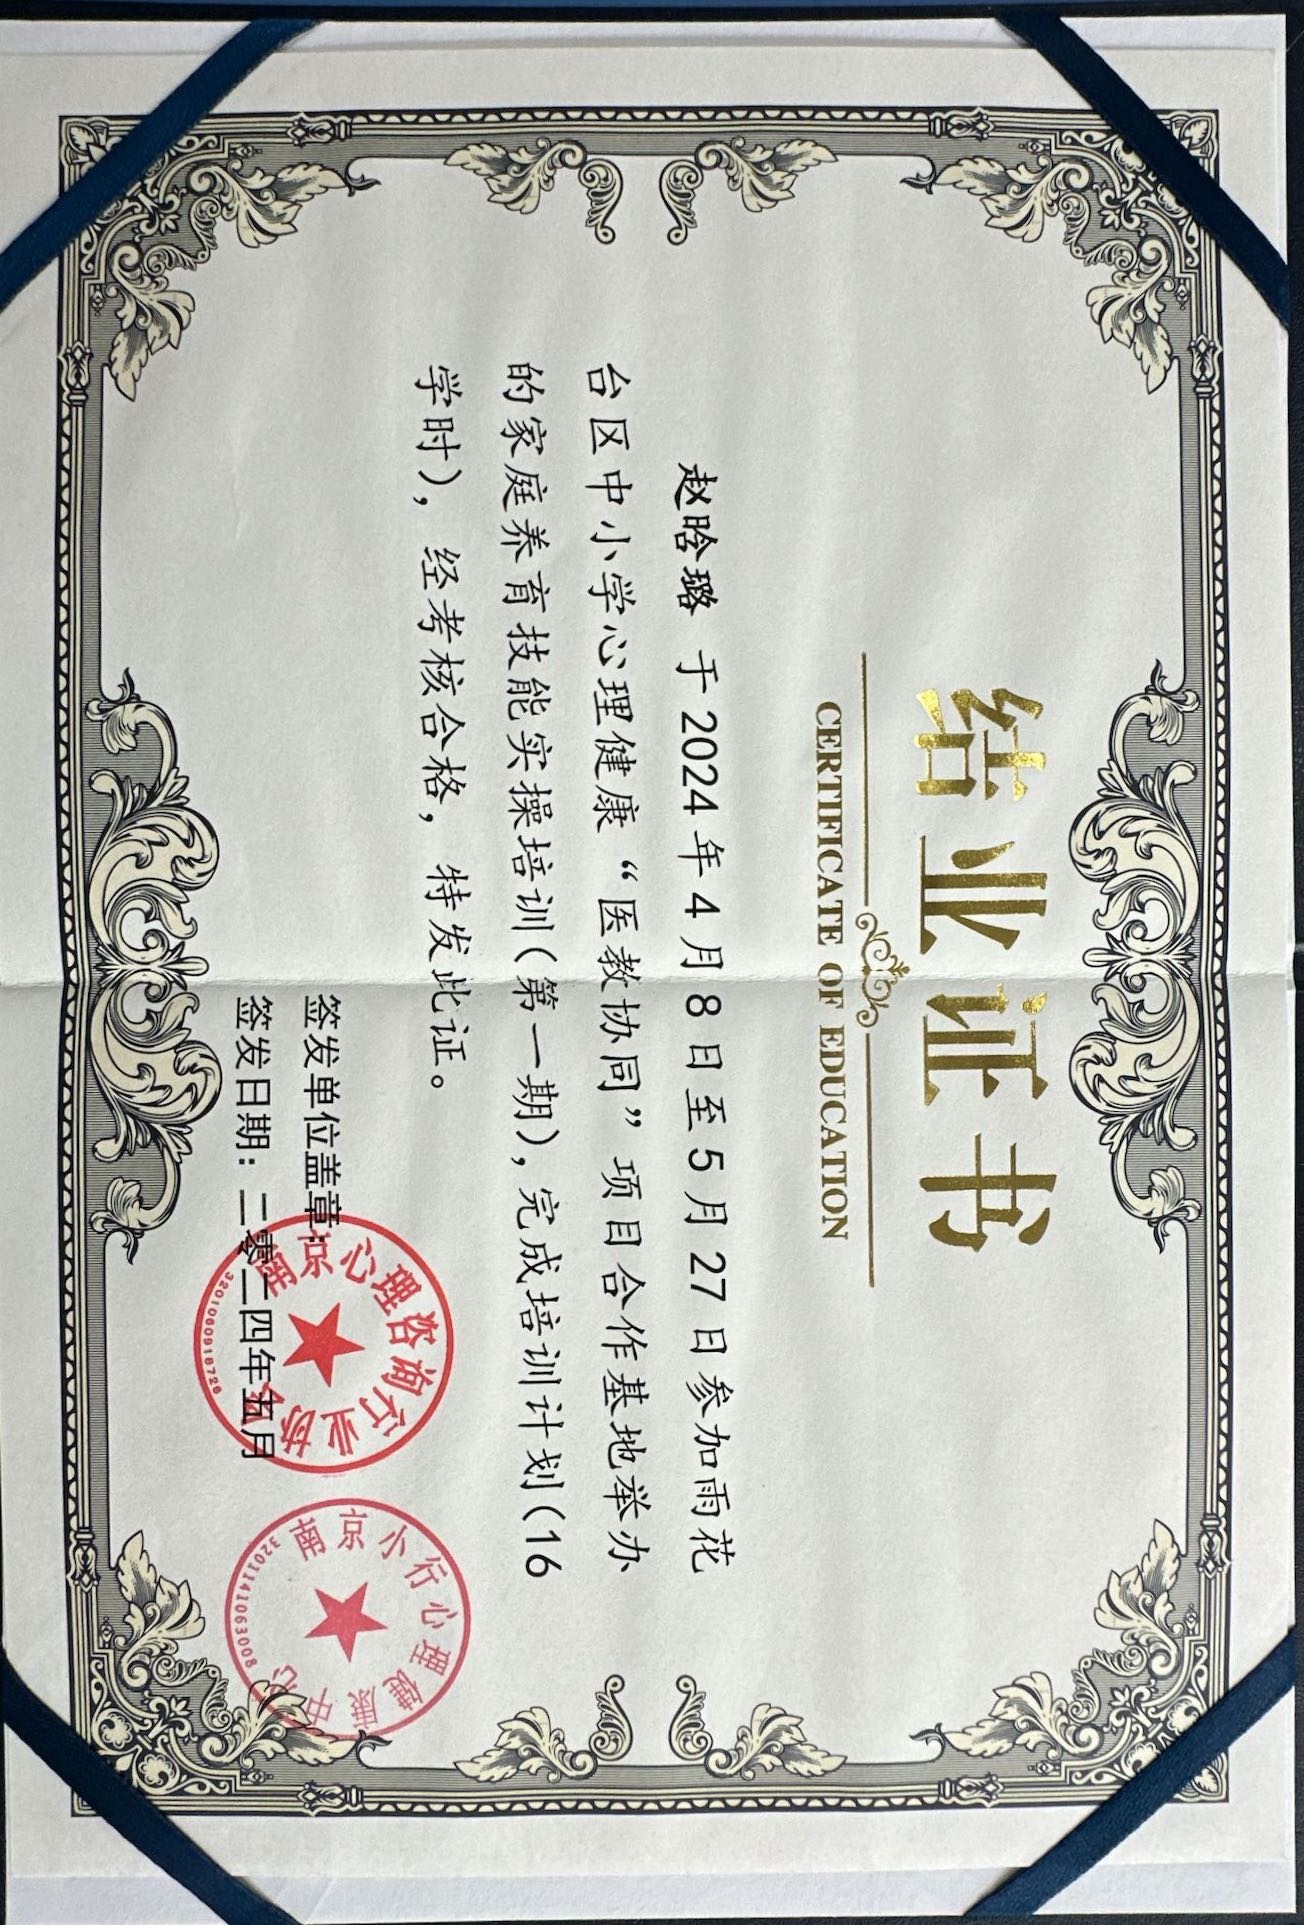 结业证书
CERTIFICATE OF EDUCATION
赵晗璐 于2024年4月8日至5月27日参加雨花
台区中小学心理健康“医教协同”项目合作基地举办
的家庭养育技能实操培训(第一期),完成培训计划(16
学时),经考核合格,特发此证。
签发单位盖章:
签发日期:二零二四年五月
南京心理咨询行业协会
3201060918726
南京小行心理健康中心
3201141063008